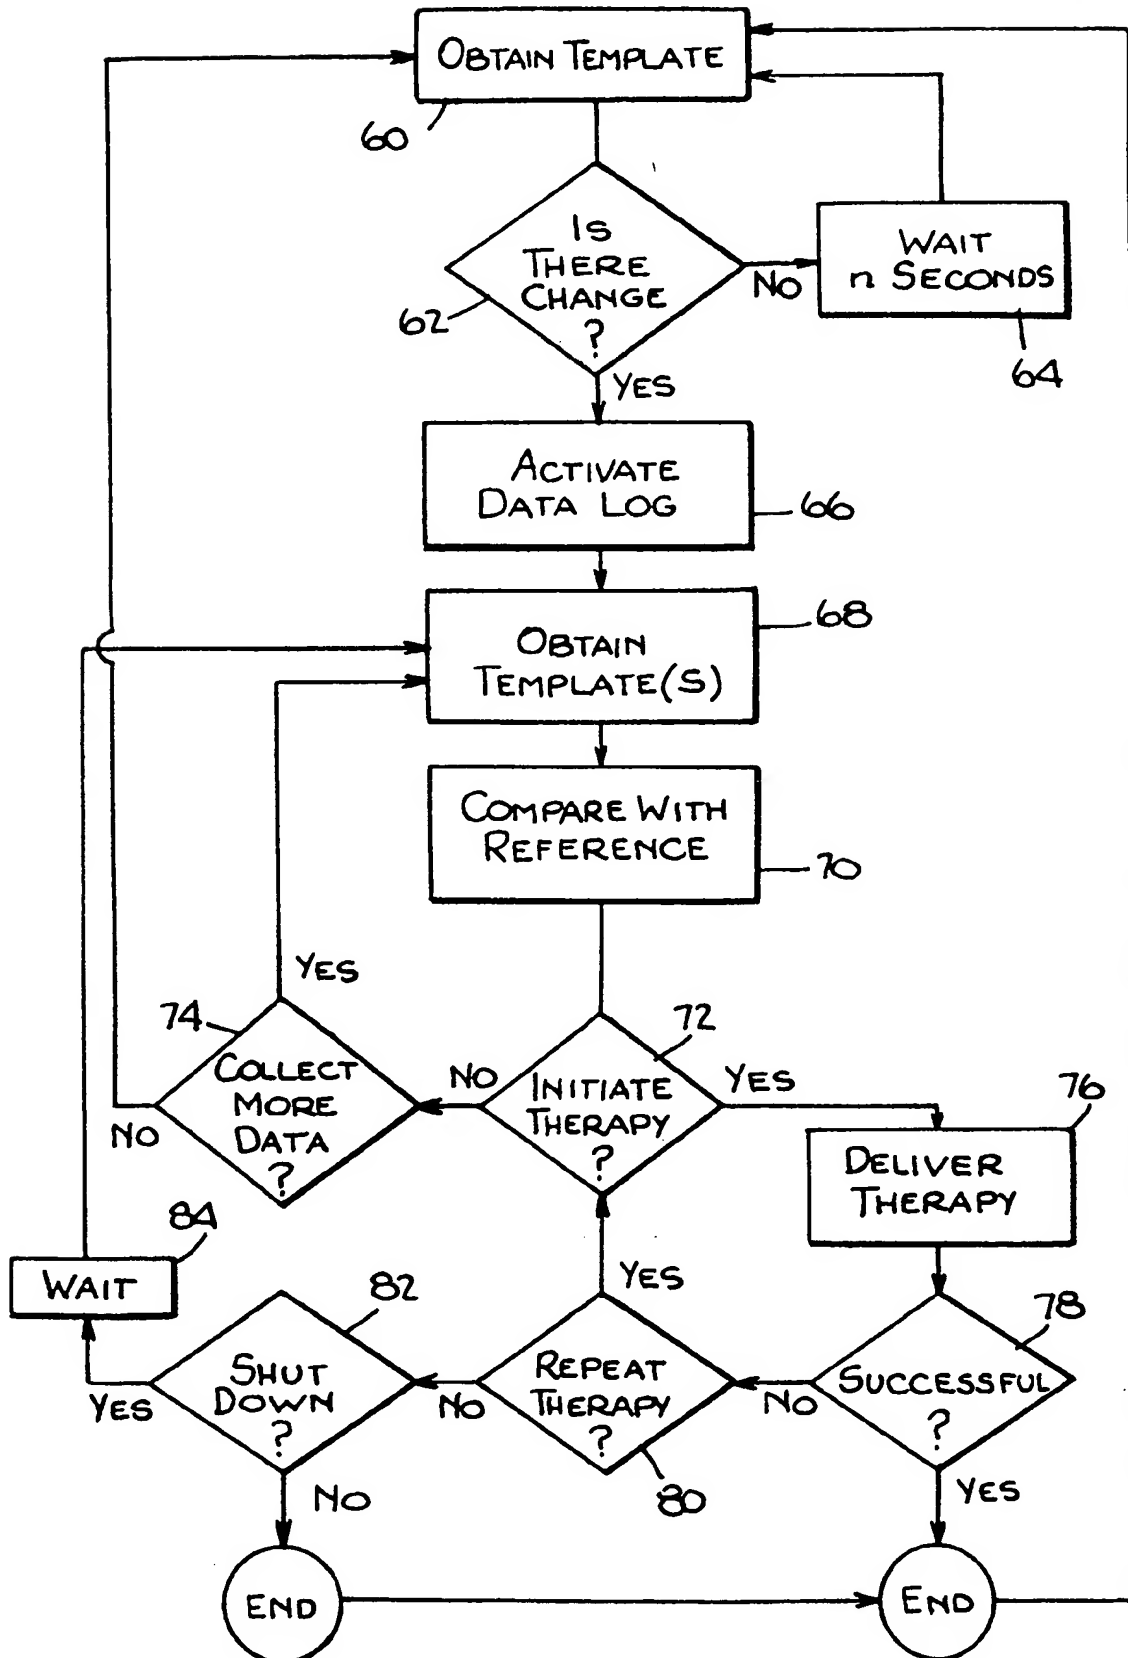 OBTAIN TEMPLATE
60
IS
THERE
CHANGE
?
62
NO
WAIT
n SECONDS
64
YES
ACTIVATE
DATA LOG
66
OBTAIN
TEMPLATE(S)
68
COMPARE WITH
REFERENCE
70
YES
74
COLLECT
MORE
DATA
?
NO
NO
72
INITIATE
THERAPY
?
YES
76
DELIVER
THERAPY
84
WAIT
YES
82
SHUT
DOWN
?
NO
NO
YES
REPEAT
THERAPY
?
80
NO
78
SUCCESSFUL
?
YES
END
END